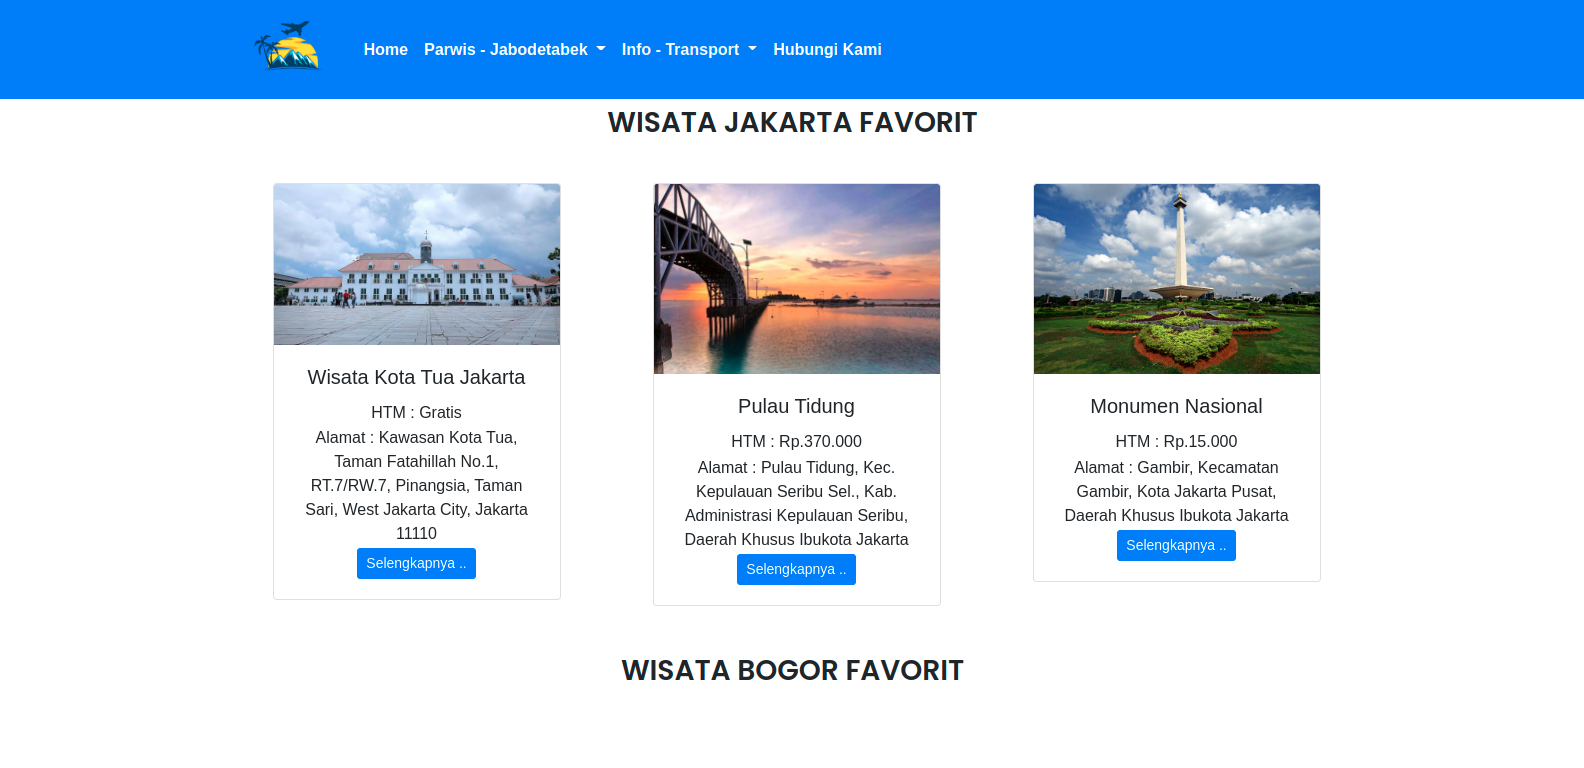 Home Parwis - Jabodetabek Info - Transport Hubungi Kami
WISATA JAKARTA FAVORIT
Wisata Kota Tua Jakarta
HTM : Gratis
Alamat : Kawasan Kota Tua,
Taman Fatahillah No.1,
RT.7/RW.7, Pinangsia, Taman
Sari, West Jakarta City, Jakarta
11110
Selengkapnya ..
Pulau Tidung
HTM : Rp.370.000
Alamat : Pulau Tidung, Kec.
Kepulauan Seribu Sel., Kab.
Administrasi Kepulauan Seribu,
Daerah Khusus Ibukota Jakarta
Selengkapnya ..
Monumen Nasional
HTM : Rp.15.000
Alamat : Gambir, Kecamatan
Gambir, Kota Jakarta Pusat,
Daerah Khusus Ibukota Jakarta
Selengkapnya ..
WISATA BOGOR FAVORIT